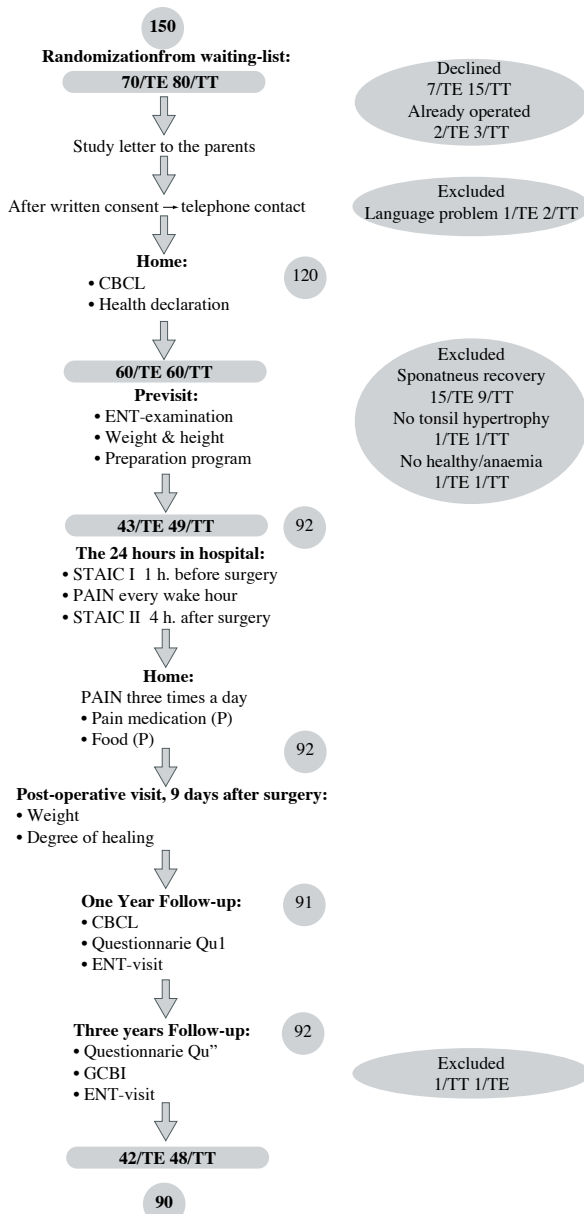 150
Randomizationfrom waiting-list:
70/TE 80/TT
Declined
7/TE 15/TT
Already operated
2/TE 3/TT
Study letter to the parents
After written consent → telephone contact
Excluded
Language problem 1/TE 2/TT
Home:
• CBCL
• Health declaration
120
60/TE 60/TT
Previsit:
• ENT-examination
• Weight & height
• Preparation program
Excluded
Sponatneus recovery
15/TE 9/TT
No tonsil hypertrophy
1/TE 1/TT
No healthy/anaemia
1/TE 1/TT
43/TE 49/TT
92
The 24 hours in hospital:
• STAIC I 1 h. before surgery
• PAIN every wake hour
• STAIC II 4 h. after surgery
Home:
PAIN three times a day
• Pain medication (P)
• Food (P)
92
Post-operative visit, 9 days after surgery:
• Weight
• Degree of healing
One Year Follow-up:
• CBCL
• Questionnarie Qu1
• ENT-visit
91
Three years Follow-up:
• Questionnarie Qu”
• GCBI
• ENT-visit
92
Excluded
1/TT 1/TE
42/TE 48/TT
90